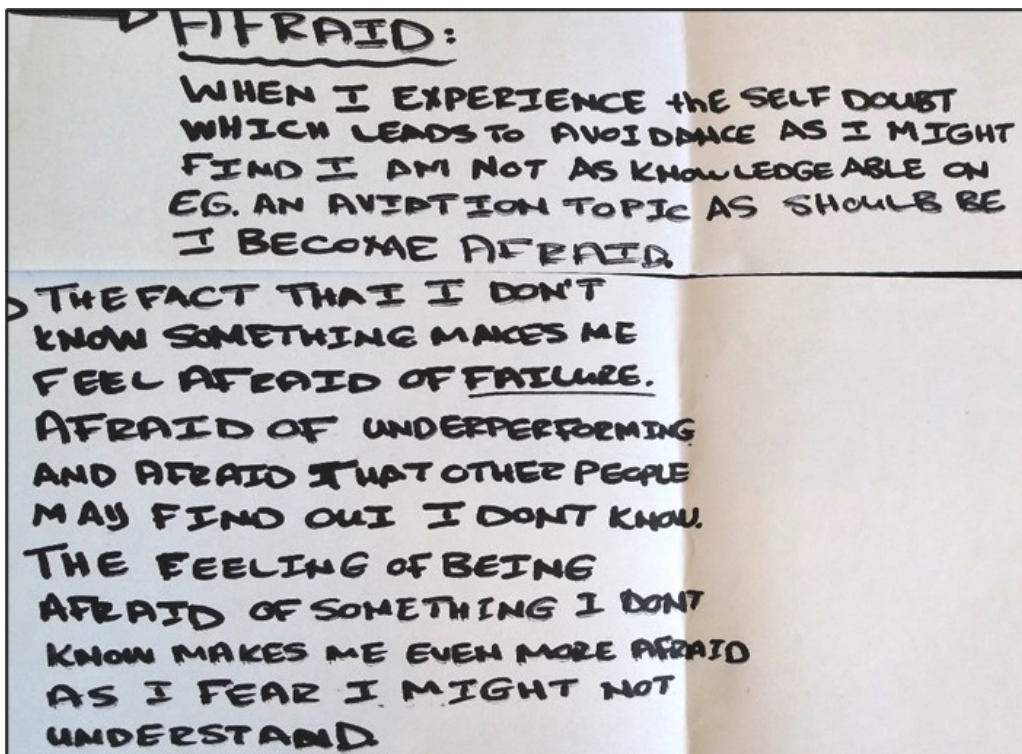 AFRAID:
WHEN I EXPERIENCE the SELF DOUBT
WHICH LEADS TO AVOIDANCE AS I MIGHT
FIND I AM NOT AS KNOWLEDGEABLE ON
EG. AN AVIATION TOPIC AS SHOULB BE
I BECOME AFRAID.
THE FACT THAI I DON'T
KNOW SOMETHING MAKES ME
FEEL AFRAID OF FAILURE.
AFRAID OF UNDERPERFORMING
AND AFRAID THAT OTHER PEOPLE
MAY FIND OUI I DONT KNOW.
THE FEELING OF BEING
AFRAID OF SOMETHING I DONT
KNOW MAKES ME EVEN MORE AFRAID
AS I FEAR I MIGHT NOT
UNDERSTAND.